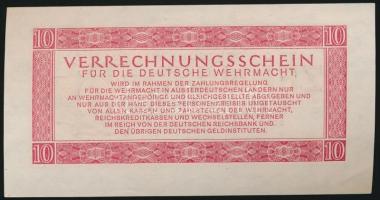 10 10
VERRECHNUNGSSCHEIN
FÜR DIE DEUTSCHE WEHRMACHT,
WIRD IM RAHMEN DER ZAHLUNGSREGELUNG
FÜR DIE WEHRMACHT IN AUSSERDEUTSCHEN LÄNDERN NUR
AN WEHRMACHTANGEHÖRIGE UND GLEICHGESTELLTE ABGEGEBEN UND
NUR AUS DER HAND DIESES PERSONENKREISES UMGETAUSCHT
VON ALLEN KASSEN UND ZAHLSTELLEN DER WEHRMACHT,
REICHSKREDITKASSEN UND WECHSELSTELLEN, FERNER
IM REICH VON DER DEUTSCHEN REICHSBANK UND.
DEN ÜBRIGEN DEUTSCHEN GELDINSTITUTEN.
10 10